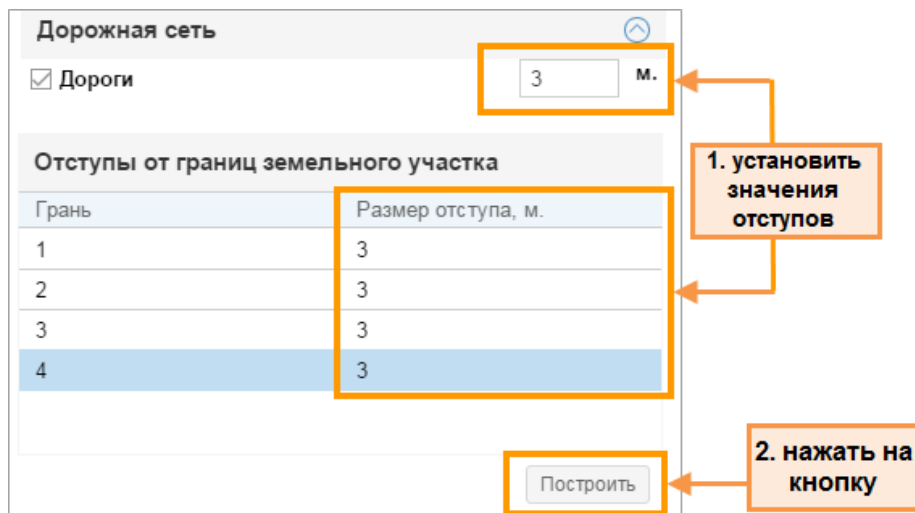 Дорожная сеть
Дороги 3 м.
1. установить
значения
отступов
Отступы от границ земельного участка
Грань Размер отступа, м.
1 3
2 3
3 3
4 3
Построить
2. нажать на
кнопку